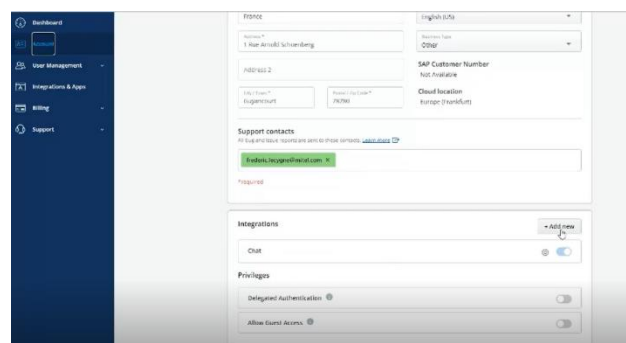 Dashboard
Account
User Management
Integrations & Apps
Billing
Support
France
English (US)
Address *
1 Rue Arnold Schoenberg
Business Type
Other
Address 2
SAP Customer Number
Not Available
City / Town *
Guyancourt
Postal / Zip Code *
Cloud location
Europe (Frankfurt)
Support contacts
All bug and issue reports are sent to these contacts. Learn more
*required
Integrations
+ Add new
Chat
Privileges
Delegated Authentication
Allow Guest Access